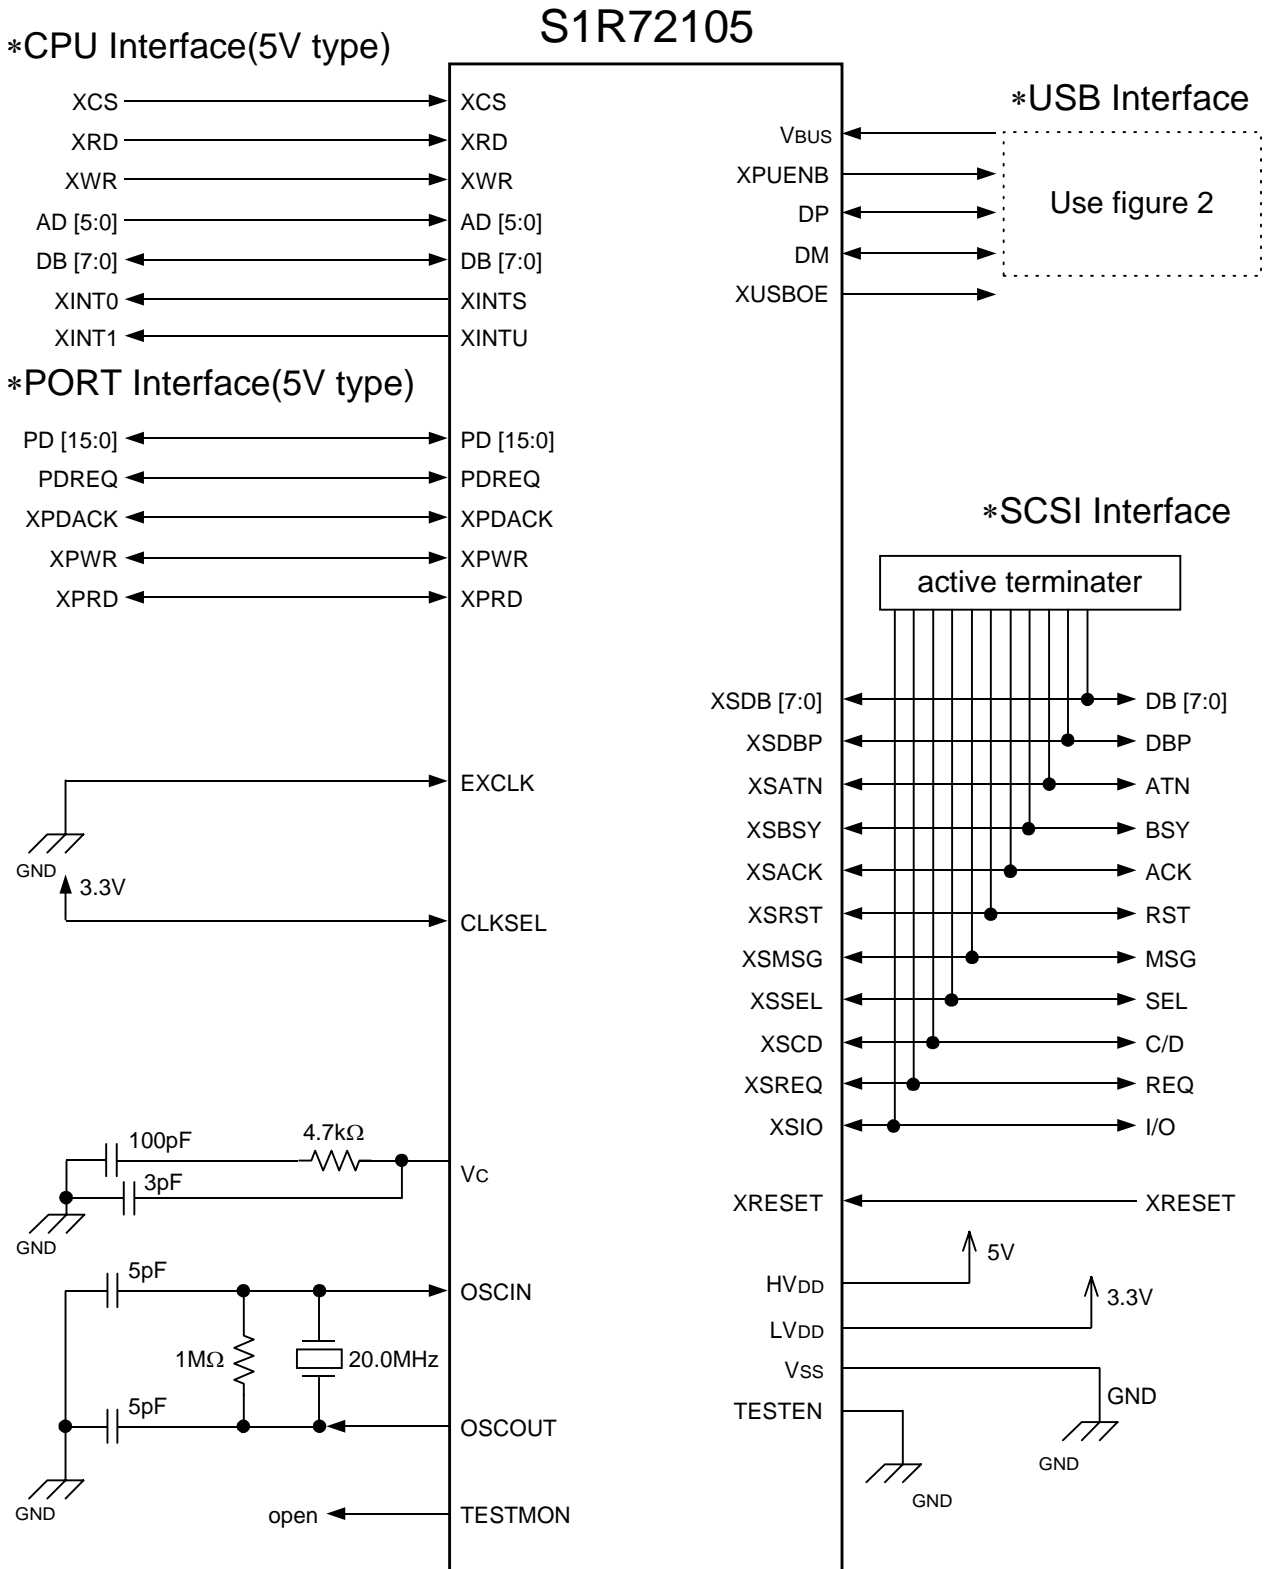 S1R72105
*CPU Interface(5V type)
XCS XCS
XRD XRD
XWR XWR
AD [5:0] AD [5:0]
DB [7:0] DB [7:0]
XINT0 XINTS
XINT1 XINTU
*PORT Interface(5V type)
PD [15:0] PD [15:0]
PDREQ PDREQ
XPDACK XPDACK
XPWR XPWR
XPRD XPRD
EXCLK
GND
3.3V
CLKSEL
100pF 4.7kΩ
3pF
VC
GND
5pF
OSCIN
1MΩ 20.0MHz
5pF
OSCOUT
GND
open TESTMON
*USB Interface
VBUS
XPUENB
Use figure 2
DP
DM
XUSBOE
*SCSI Interface
active terminater
XSDB [7:0] DB [7:0]
XSDBP DBP
XSATN ATN
XSBSY BSY
XSACK ACK
XSRST RST
XSMSG MSG
XSSEL SEL
XSCD C/D
XSREQ REQ
XSIO I/O
XRESET XRESET
5V
HVDD
3.3V
LVDD
VSS
GND
TESTEN
GND
GND